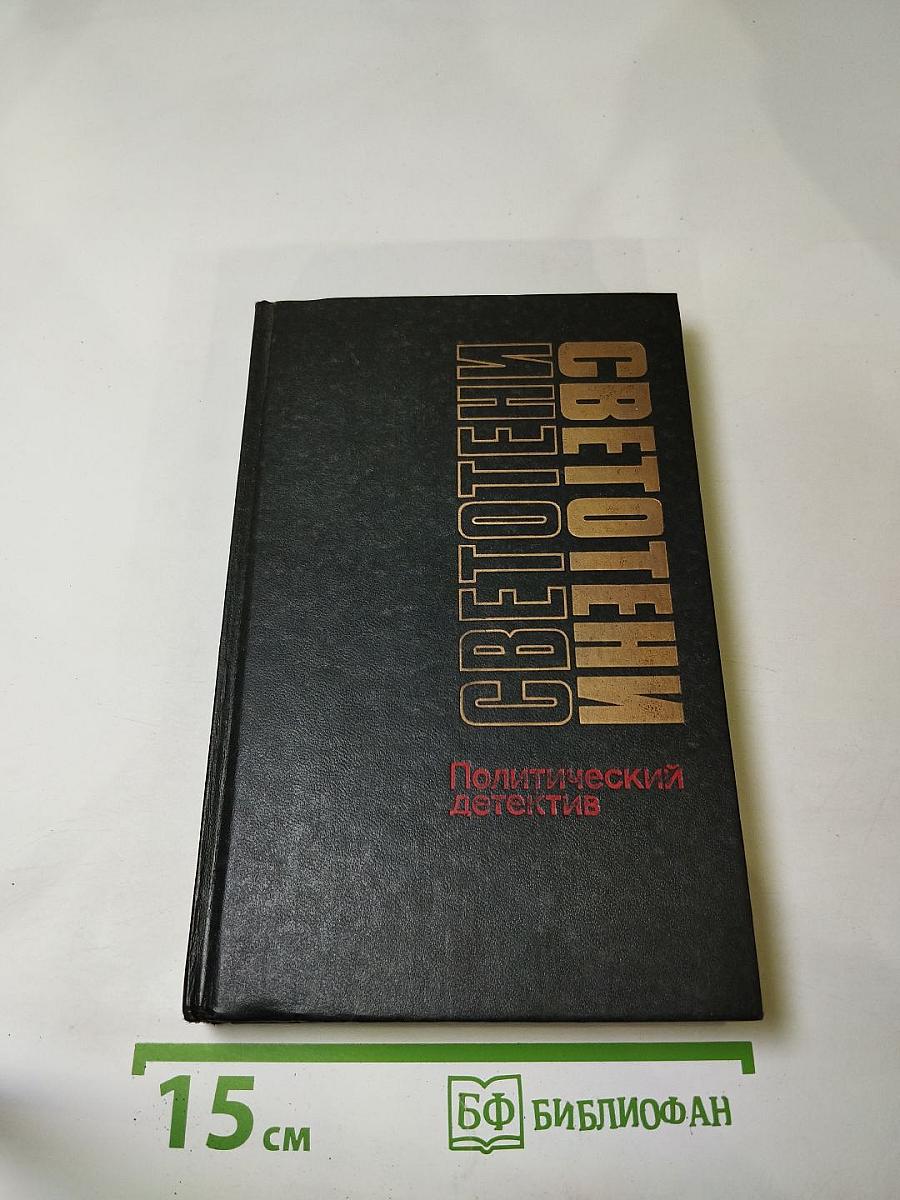 СВЕТОТЕНИ
СВЕТОТЕНИ
Политический
детектив
15 см
БФ БИБЛИОФАН